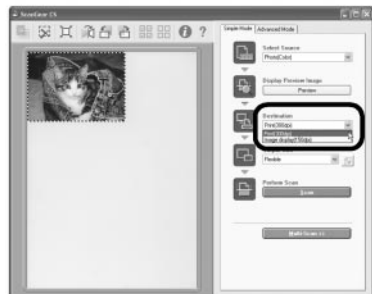 ScanGear CS
?
Simple Mode Advanced Mode
Select Source
Photo(Color)
Display Preview Image
Preview
Destination
Print(300dpi)
Print(300dpi)
Image display(150dpi)
Flexible
Perform Scan
Scan
Multi-Scan <<